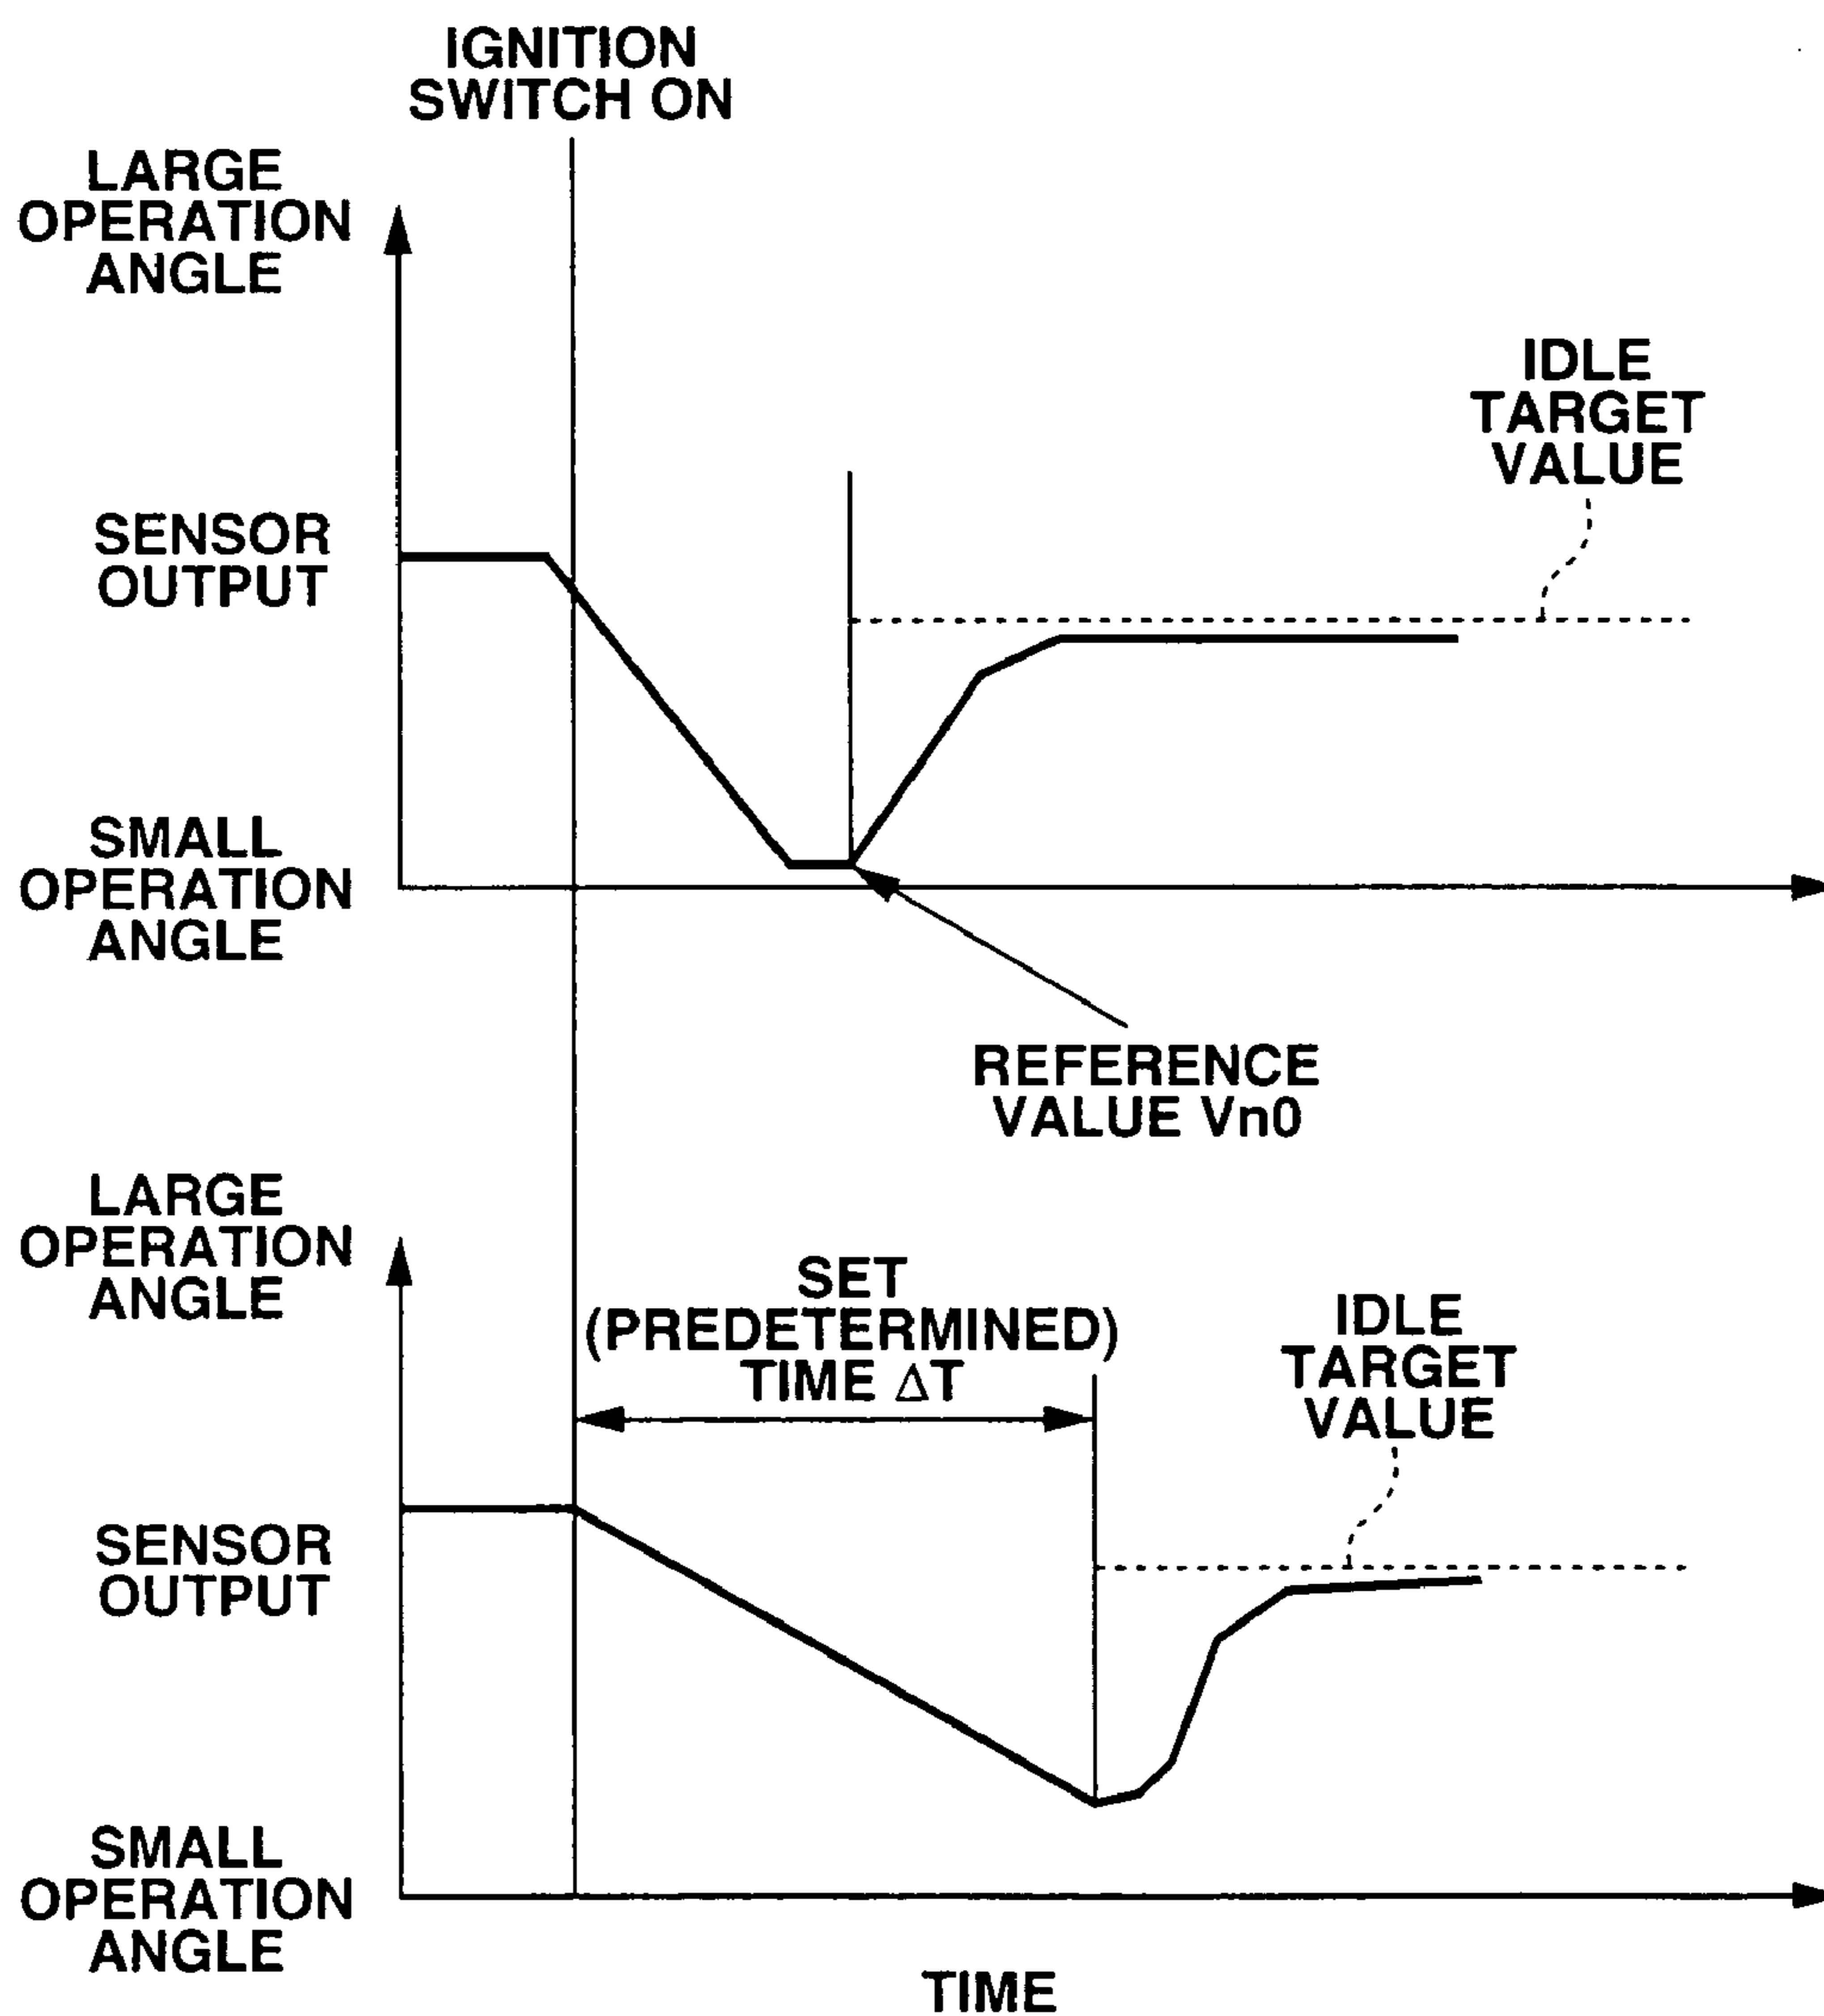 IGNITION
SWITCH ON
LARGE
OPERATION
ANGLE
IDLE
TARGET
VALUE
SENSOR
OUTPUT
SMALL
OPERATION
ANGLE
REFERENCE
VALUE Vn0
LARGE
OPERATION
ANGLE
SET
(PREDETERMINED)
TIME ΔT
IDLE
TARGET
VALUE
SENSOR
OUTPUT
SMALL
OPERATION
ANGLE
TIME